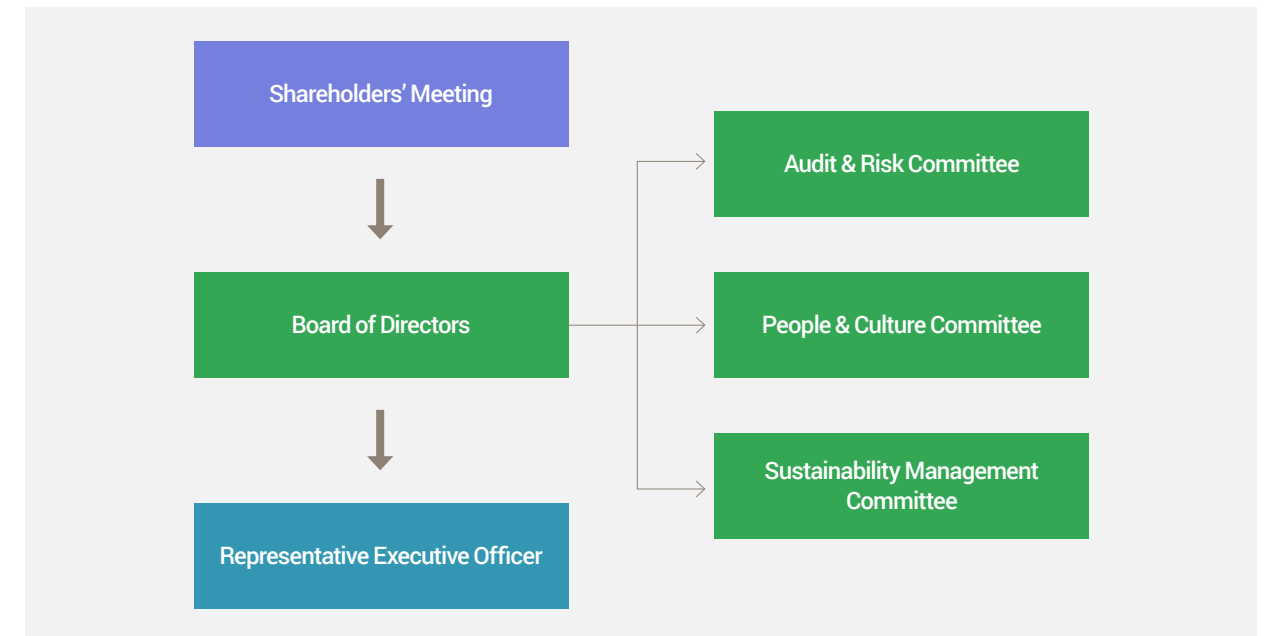 Shareholders’ Meeting
Audit & Risk Committee
Board of Directors
People & Culture Committee
Sustainability Management
Committee
Representative Executive Officer